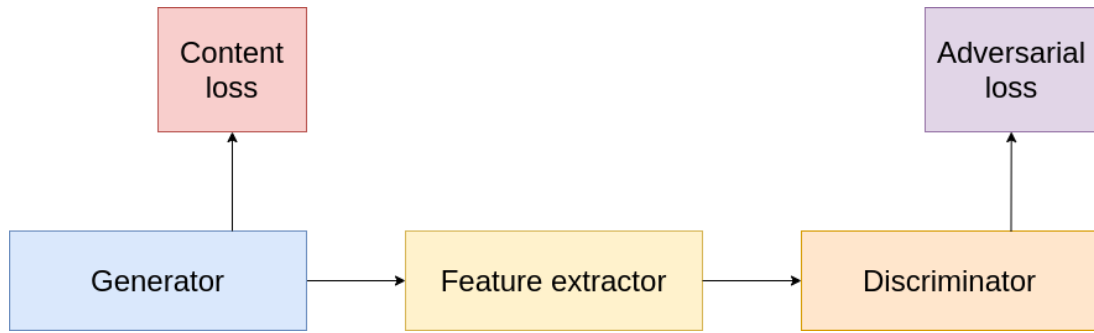 Content
loss
Adversarial
loss
Generator
Feature extractor
Discriminator